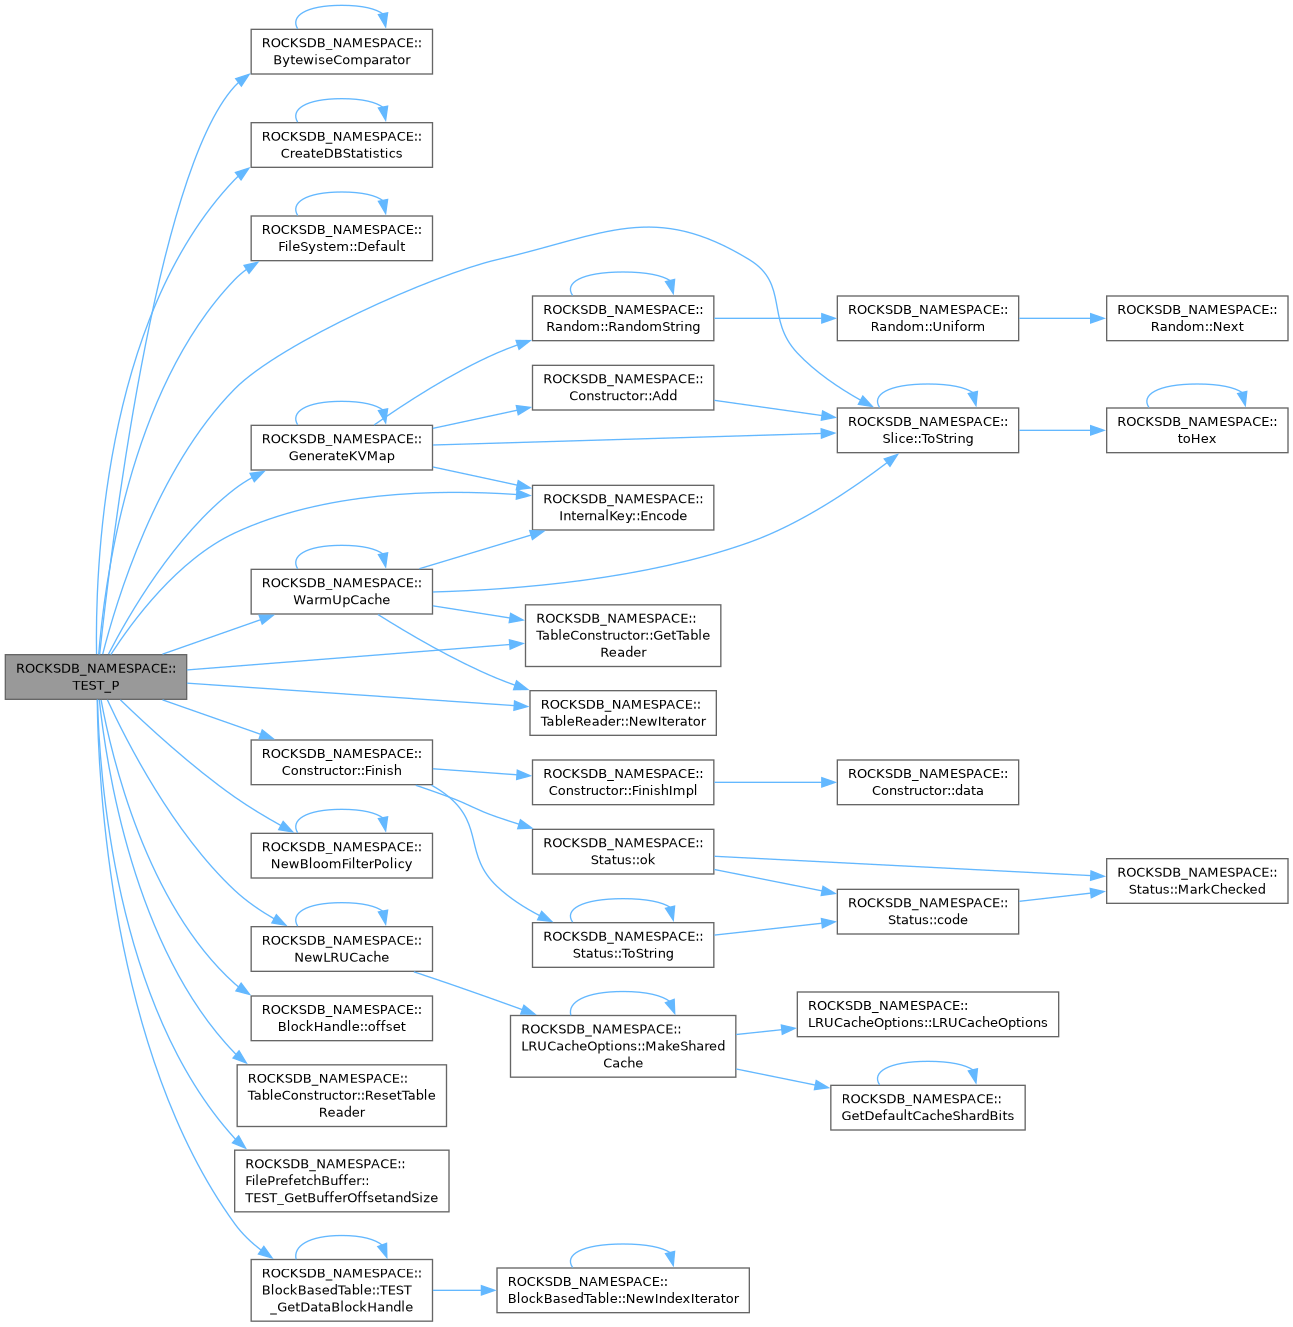 ROCKSDB_NAMESPACE::
TEST_P
ROCKSDB_NAMESPACE::
BytewiseComparator
ROCKSDB_NAMESPACE::
CreateDBStatistics
ROCKSDB_NAMESPACE::
FileSystem::Default
ROCKSDB_NAMESPACE::
GenerateKVMap
ROCKSDB_NAMESPACE::
Random::RandomString
ROCKSDB_NAMESPACE::
Random::Uniform
ROCKSDB_NAMESPACE::
Random::Next
ROCKSDB_NAMESPACE::
Constructor::Add
ROCKSDB_NAMESPACE::
Slice::ToString
ROCKSDB_NAMESPACE::
toHex
ROCKSDB_NAMESPACE::
InternalKey::Encode
ROCKSDB_NAMESPACE::
WarmUpCache
ROCKSDB_NAMESPACE::
TableConstructor::GetTable
Reader
ROCKSDB_NAMESPACE::
TableReader::NewIterator
ROCKSDB_NAMESPACE::
Constructor::Finish
ROCKSDB_NAMESPACE::
Constructor::FinishImpl
ROCKSDB_NAMESPACE::
Constructor::data
ROCKSDB_NAMESPACE::
Status::ok
ROCKSDB_NAMESPACE::
Status::MarkChecked
ROCKSDB_NAMESPACE::
Status::code
ROCKSDB_NAMESPACE::
Status::ToString
ROCKSDB_NAMESPACE::
NewBloomFilterPolicy
ROCKSDB_NAMESPACE::
NewLRUCache
ROCKSDB_NAMESPACE::
LRUCacheOptions::MakeShared
Cache
ROCKSDB_NAMESPACE::
LRUCacheOptions::LRUCacheOptions
ROCKSDB_NAMESPACE::
GetDefaultCacheShardBits
ROCKSDB_NAMESPACE::
BlockHandle::offset
ROCKSDB_NAMESPACE::
TableConstructor::ResetTable
Reader
ROCKSDB_NAMESPACE::
FilePrefetchBuffer::
TEST_GetBufferOffsetandSize
ROCKSDB_NAMESPACE::
BlockBasedTable::TEST
_GetDataBlockHandle
ROCKSDB_NAMESPACE::
BlockBasedTable::NewIndexIterator